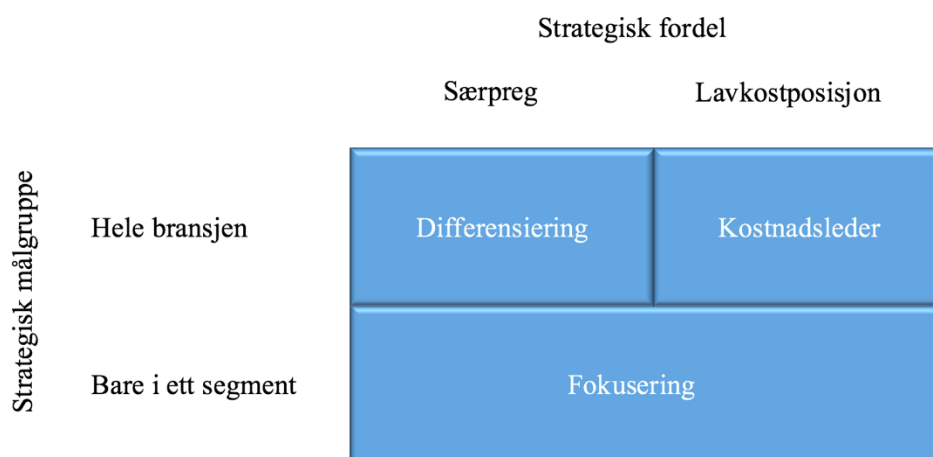 Strategisk fordel
Særpreg
Lavkostposisjon
Strategisk målgruppe
Hele bransjen
Differensiering
Kostnadsleder
Bare i ett segment
Fokusering